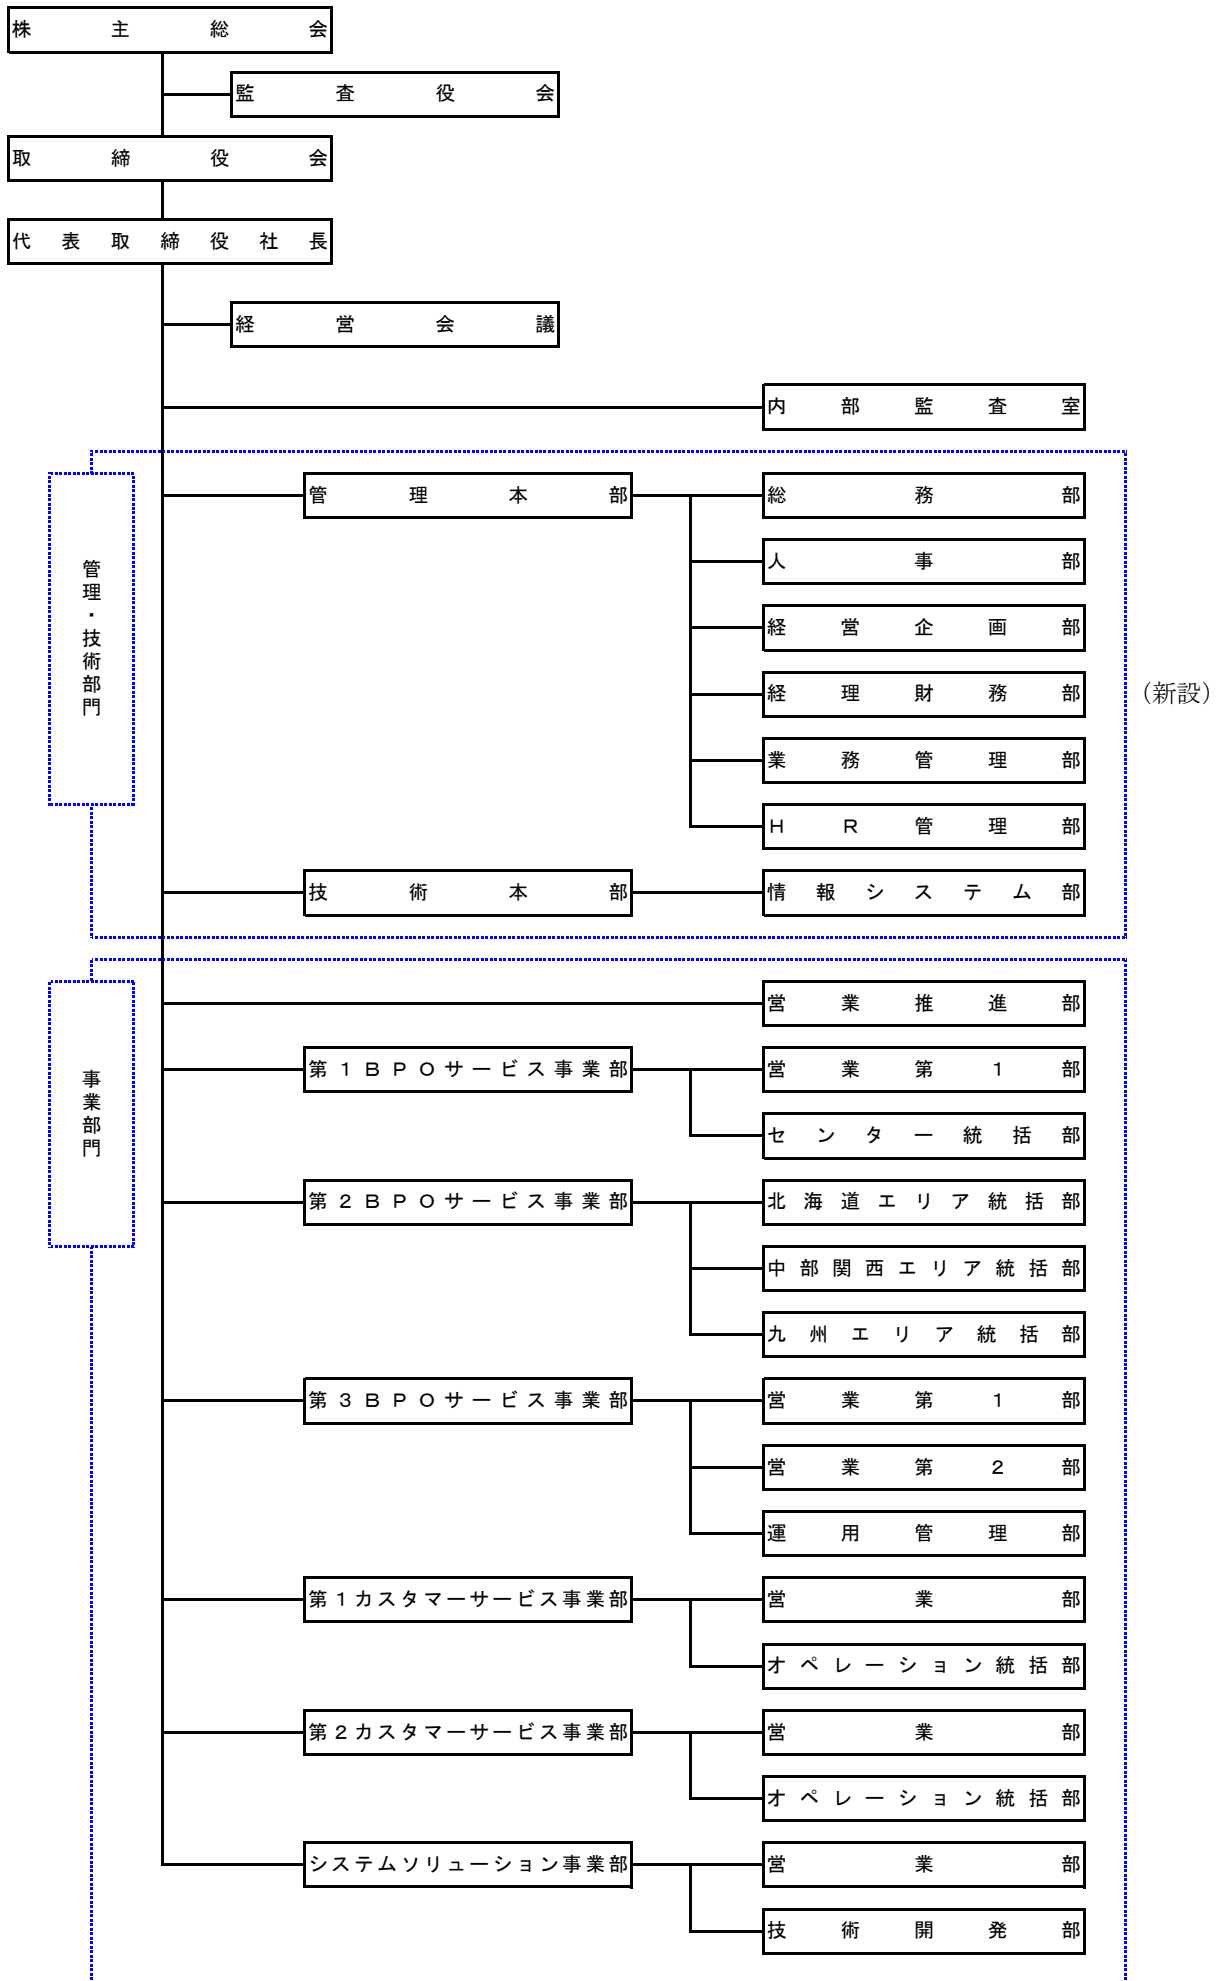 株主総会
監査役会
取締役会
代表取締役社長
経営会議
内部監査室
管理・技術部門
管理本部
総務部
人事部
経営企画部
経理財務部
(新設)
業務管理部
HR管理部
技術本部
情報システム部
事業部門
営業推進部
第1BPOサービス事業部
営業第1部
センター統括部
第2BPOサービス事業部
北海道エリア統括部
中部関西エリア統括部
九州エリア統括部
第3BPOサービス事業部
営業第1部
営業第2部
運用管理部
第1カスタマーサービス事業部
営業部
オペレーション統括部
第2カスタマーサービス事業部
営業部
オペレーション統括部
システムソリューション事業部
営業部
技術開発部